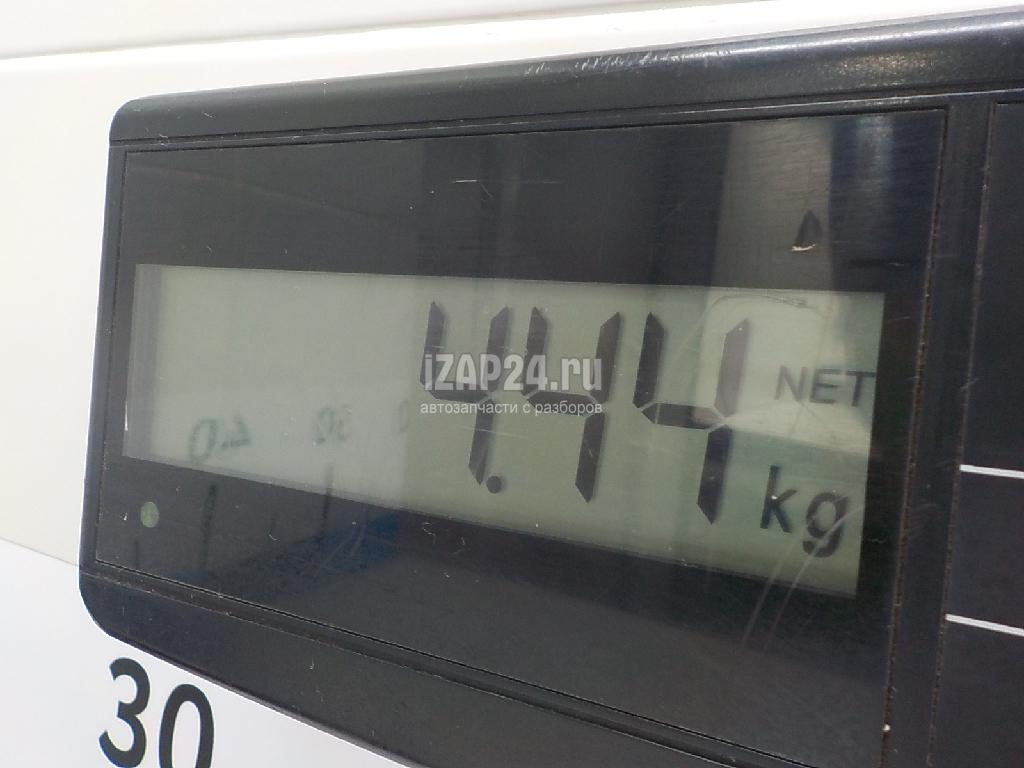 4.44
NET
kg
iZAP24.ru
автозапчасти с разборов
30